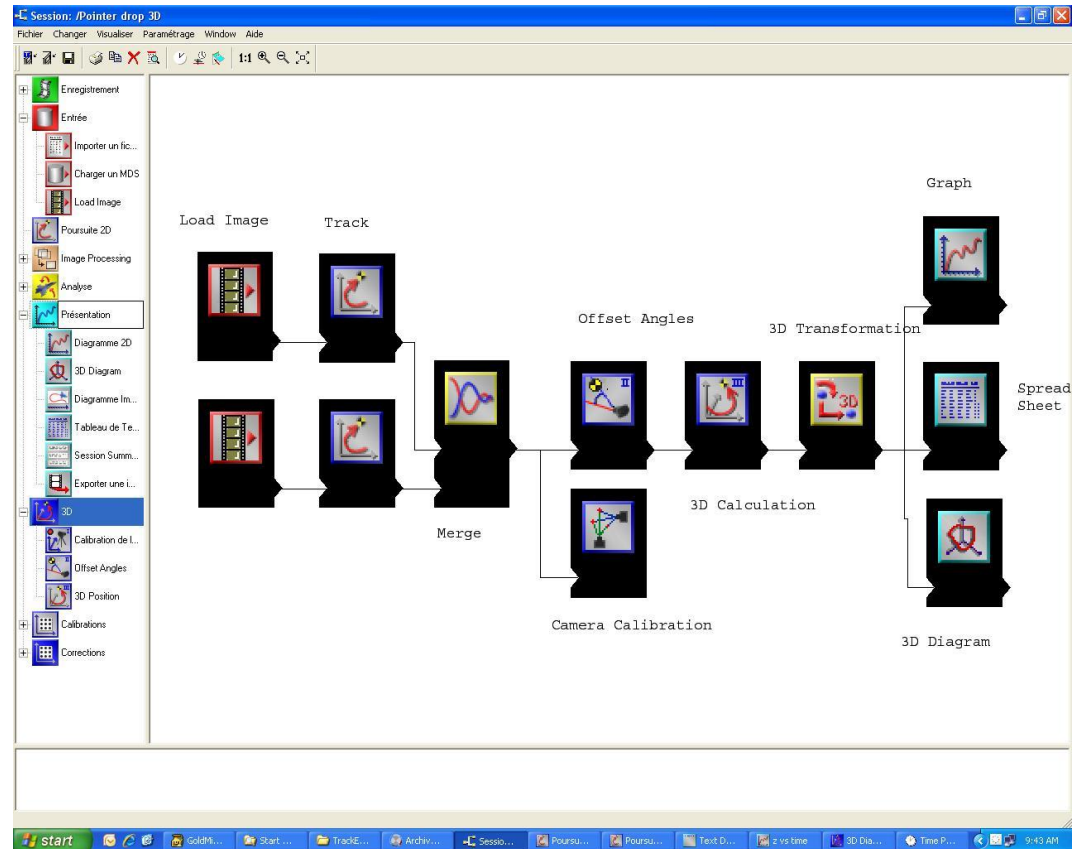 Session: /Pointer drop 3D
Fichier Changer Visualiser Paramétrage Window Aide
1:1
Enregistrement
Entrée
Importer un fic...
Charger un MDS
Load Image
Poursuite 2D
Image Processing
Analyse
Présentation
Diagramme 2D
3D Diagram
Diagramme Im...
Tableau de Te...
Session Summ...
Exporter une i...
3D
Calibration de l...
Offset Angles
3D Position
Calibrations
Corrections
Load Image
Track
Merge
Offset Angles
II
Camera Calibration
III
3D Calculation
3D Transformation
3D
Graph
Spread
Sheet
3D Diagram
start GoldMi... Start ... TrackE... Archiv... Sessio... Poursu... Poursu... Text D... z vs time 3D Dia... Time P... 9:43 AM